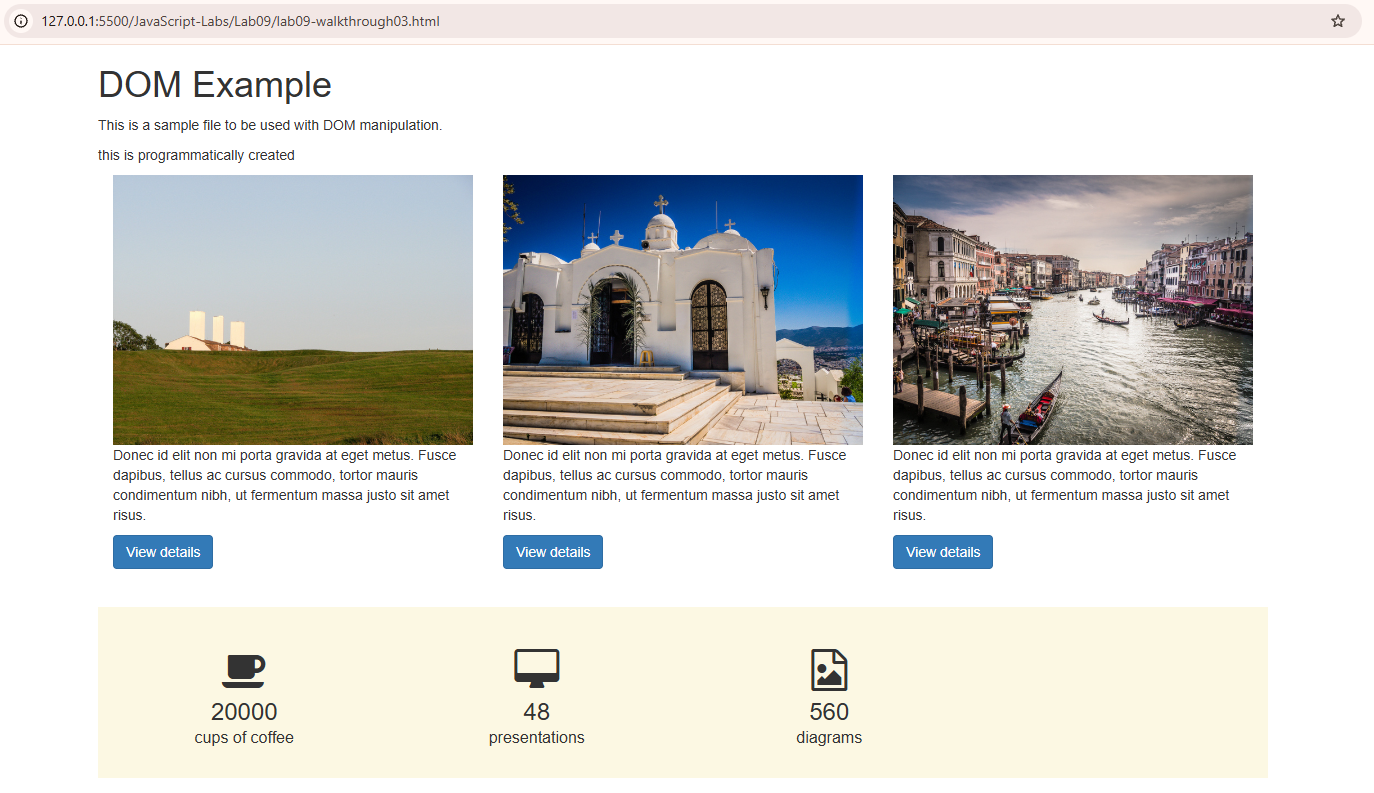 127.0.0.1:5500/JavaScript-Labs/Lab09/lab09-walkthrough03.html
DOM Example
This is a sample file to be used with DOM manipulation.
this is programmatically created
Donec id elit non mi porta gravida at eget metus. Fusce
dapibus, tellus ac cursus commodo, tortor mauris
condimentum nibh, ut fermentum massa justo sit amet
risus.
View details
Donec id elit non mi porta gravida at eget metus. Fusce
dapibus, tellus ac cursus commodo, tortor mauris
condimentum nibh, ut fermentum massa justo sit amet
risus.
View details
Donec id elit non mi porta gravida at eget metus. Fusce
dapibus, tellus ac cursus commodo, tortor mauris
condimentum nibh, ut fermentum massa justo sit amet
risus.
View details
20000
cups of coffee
48
presentations
560
diagrams